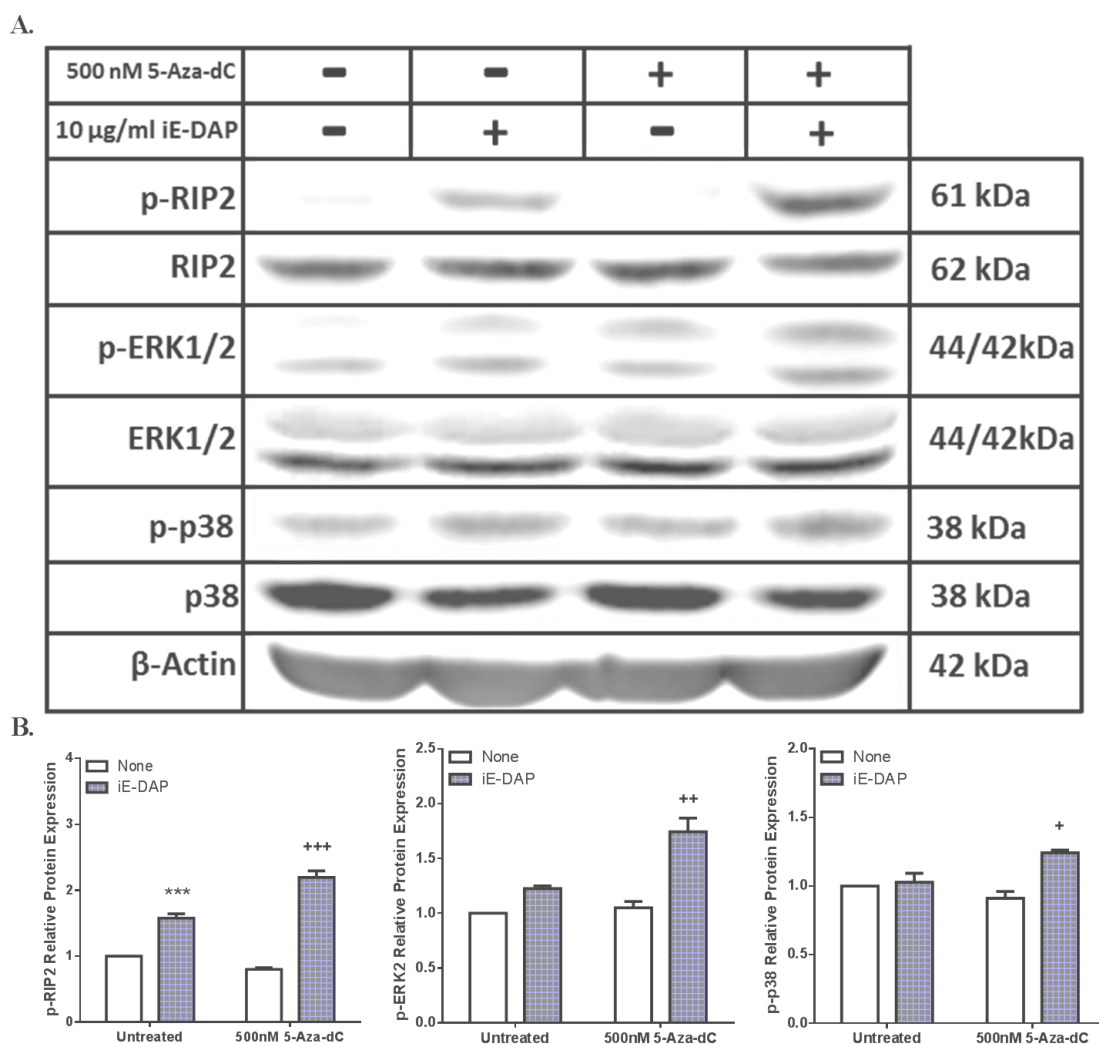 A.
500 nM 5-Aza-dC - - + +
10 µg/ml iE-DAP - + - +
p-RIP2 61 kDa
RIP2 62 kDa
p-ERK1/2 44/42kDa
ERK1/2 44/42kDa
p-p38 38 kDa
p38 38 kDa
β-Actin 42 kDa
B.
p-RIP2 Relative Protein Expression
4
3
2
1
0
None
iE-DAP
***
+++
Untreated 500nM 5-Aza-dC
p-ERK2 Relative Protein Expression
2.5
2.0
1.5
1.0
0.5
0.0
None
iE-DAP
++
Untreated 500nM 5-Aza-dC
p-p38 Relative Protein Expression
2.0
1.5
1.0
0.5
0.0
None
iE-DAP
+
Untreated 500nM 5-Aza-dC